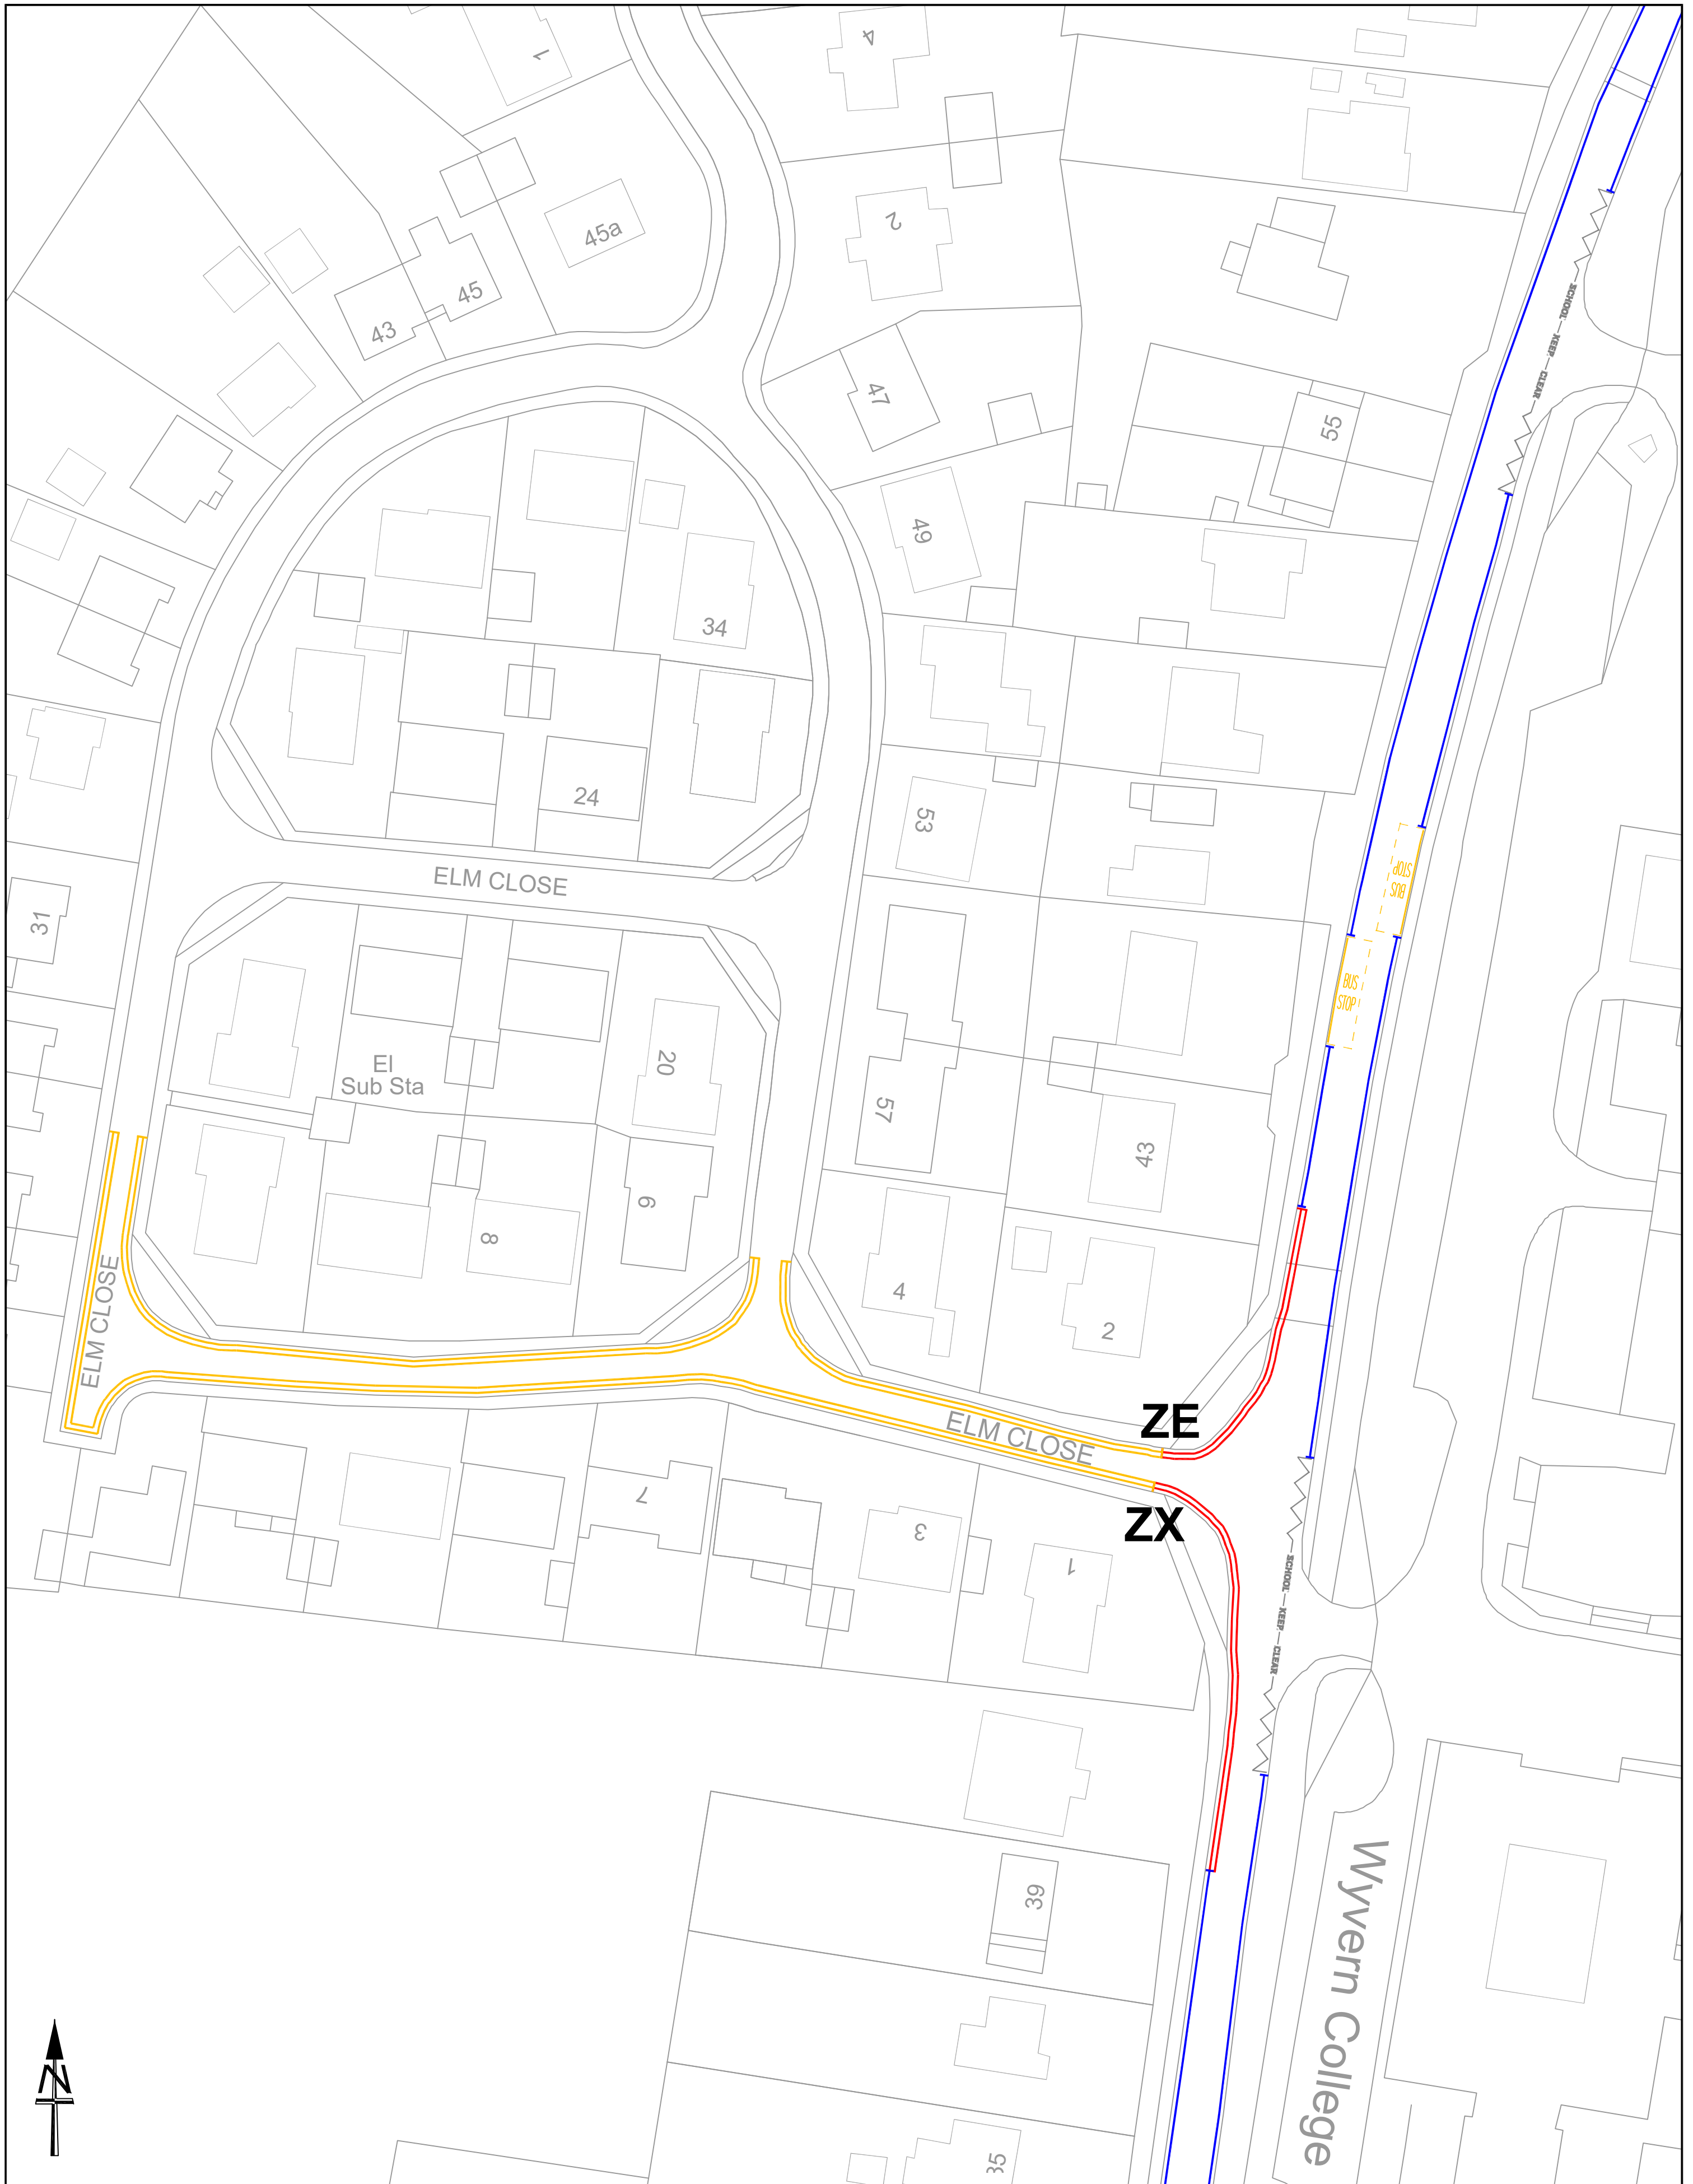 1
4
45a
2
45
43
SCHOOL KEEP CLEAR
47
55
49
34
24
53
ELM CLOSE
BUS
STOP
31
BUS
STOP
El
Sub Sta
20
57
43
6
8
4
2
ELM CLOSE
ZE
ELM CLOSE
ZX
7
3
1
SCHOOL KEEP CLEAR
39
Wyvern College
N
35